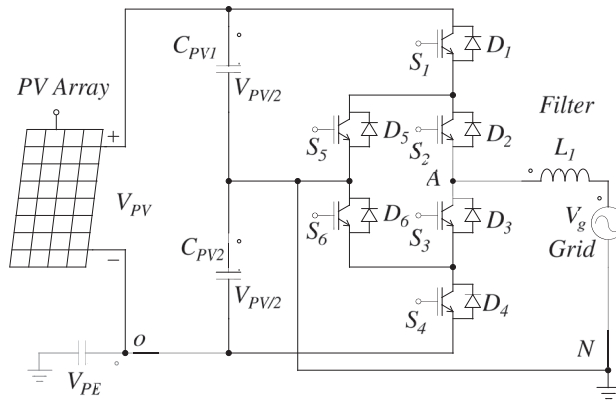 C_PV1
S_1
D_1
PV Array
V_PV/2
Filter
+
S_5
D_5
S_2
D_2
L_1
V_PV
A
C_PV2
S_6
D_6
S_3
D_3
V_g
Grid
−
V_PV/2
S_4
D_4
o
N
V_PE